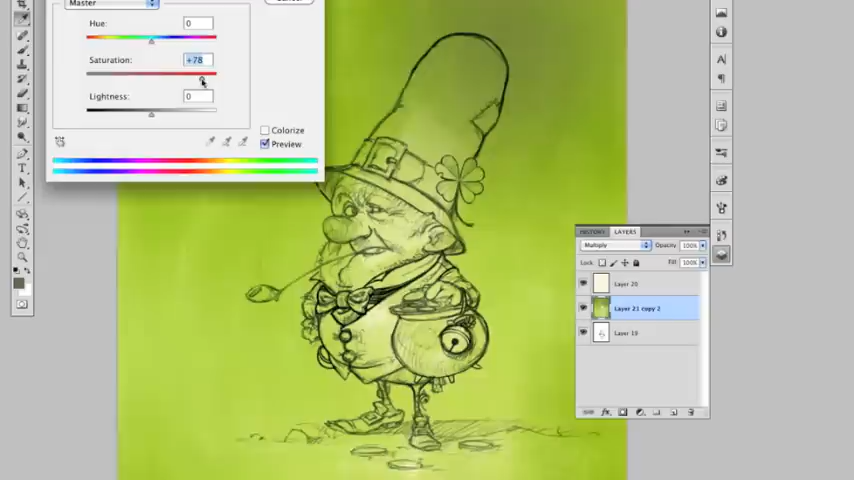 Master
Hue: 0
Saturation: +78
Lightness: 0
Colorize
Preview
HISTORY LAYERS
Multiply Opacity: 100%
Lock: Fill: 100%
Layer 20
Layer 21 copy 2
Layer 19